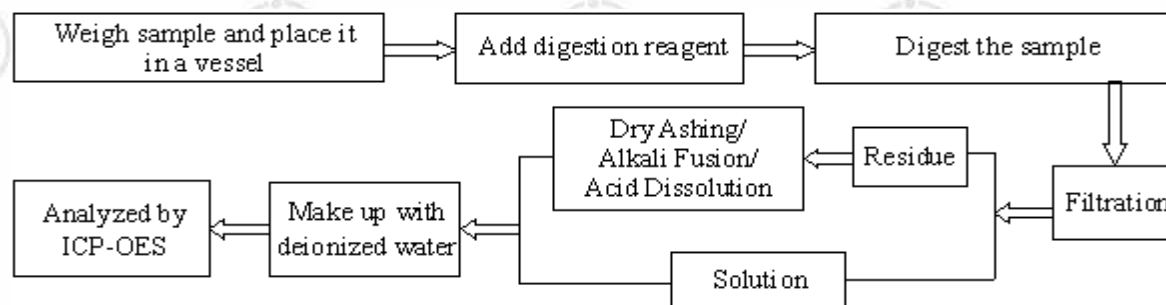 Weigh sample and place it
in a vessel
Add digestion reagent
Digest the sample
Dry Ashing/
Alkali Fusion/
Acid Dissolution
Residue
Filtration
Analyzed by
ICP-OES
Make up with
deionized water
Solution